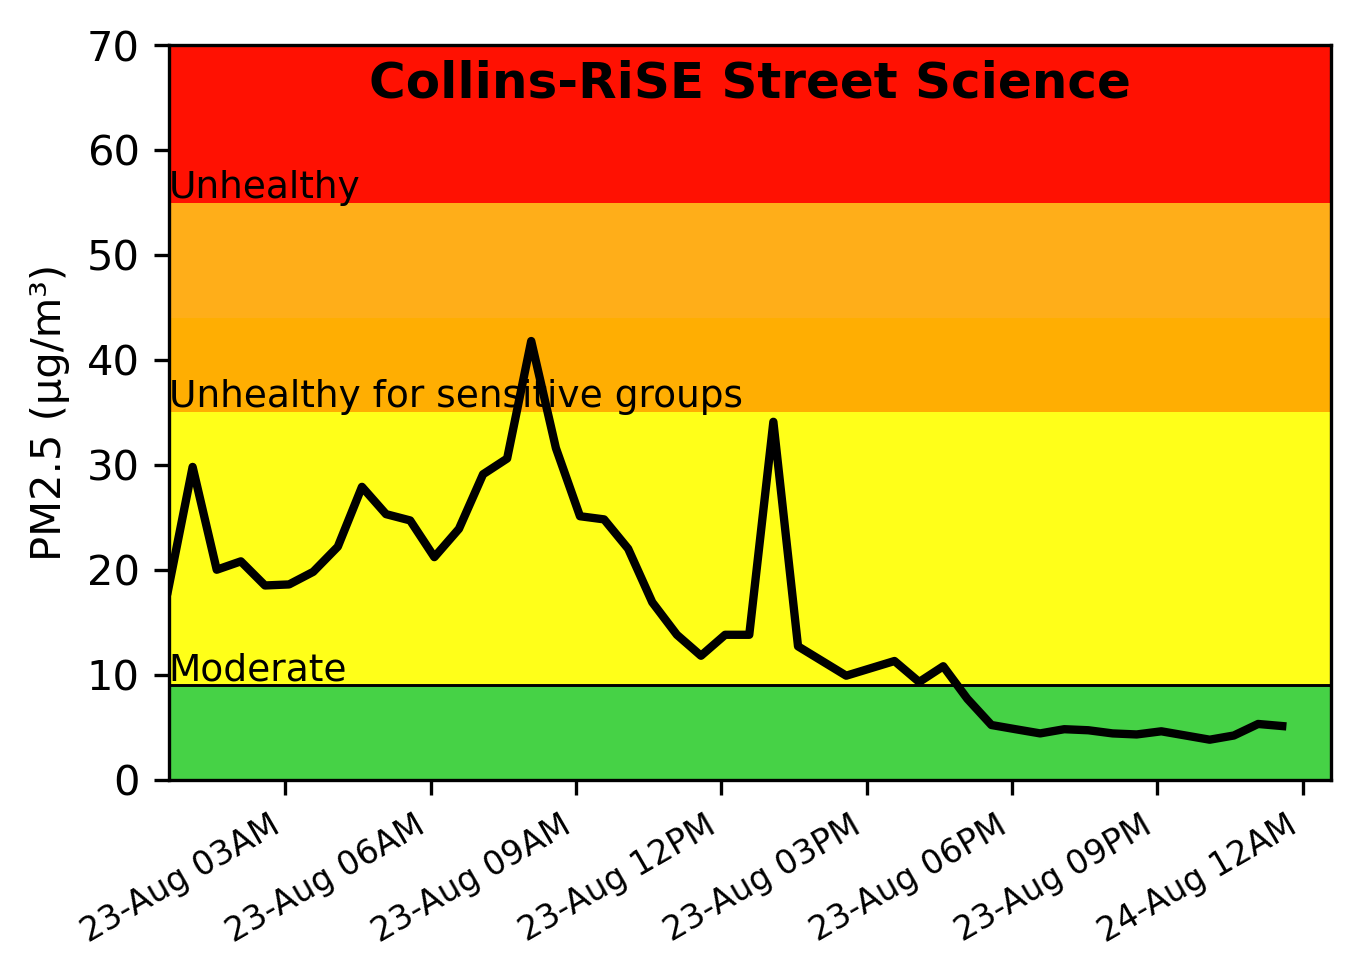 Collins-RiSE Street Science
70
60
Unhealthy
50
40
Unhealthy for sensitive groups
30
20
Moderate
10
0
PM2.5 (µg/m³)
23-Aug 03AM
23-Aug 06AM
23-Aug 09AM
23-Aug 12PM
23-Aug 03PM
23-Aug 06PM
23-Aug 09PM
24-Aug 12AM